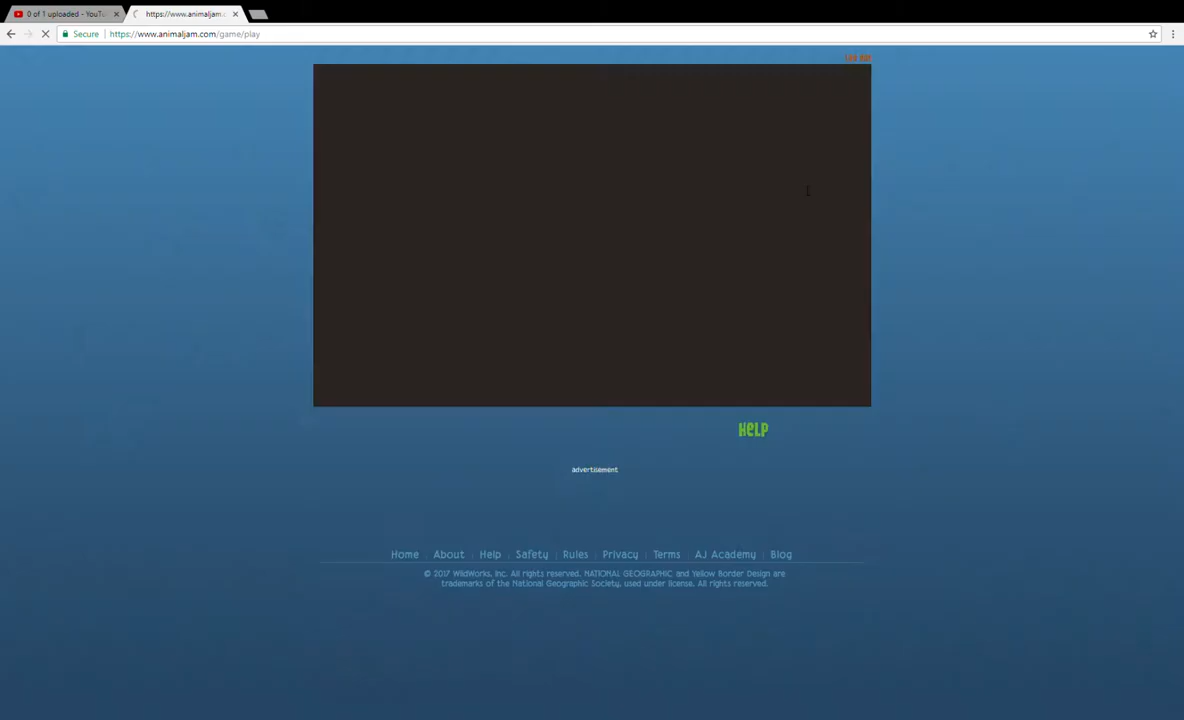 0 of 1 uploaded - YouTu
https://www.animaljam.c
Secure
https://www.animaljam.com/game/play
HELP
advertisement
Home About Help Safety Rules Privacy Terms AJ Academy Blog
© 2017 WildWorks, Inc. All rights reserved. NATIONAL GEOGRAPHIC and Yellow Border Design are
trademarks of the National Geographic Society, used under license. All rights reserved.